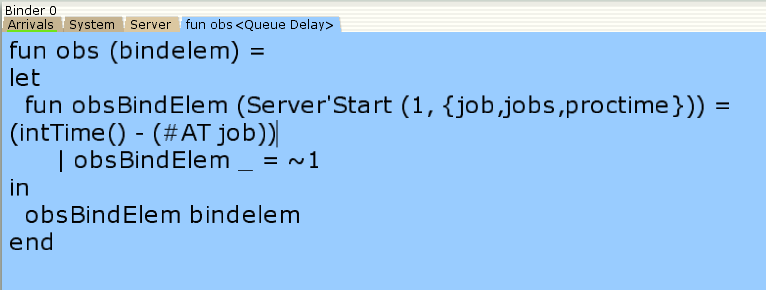 Binder 0
Arrivals System Server fun obs <Queue Delay>
fun obs (bindelem) =
let
fun obsBindElem (Server'Start (1, {job,jobs,proctime})) =
(intTime() - (#AT job))
| obsBindElem _ = ~1
in
obsBindElem bindelem
end